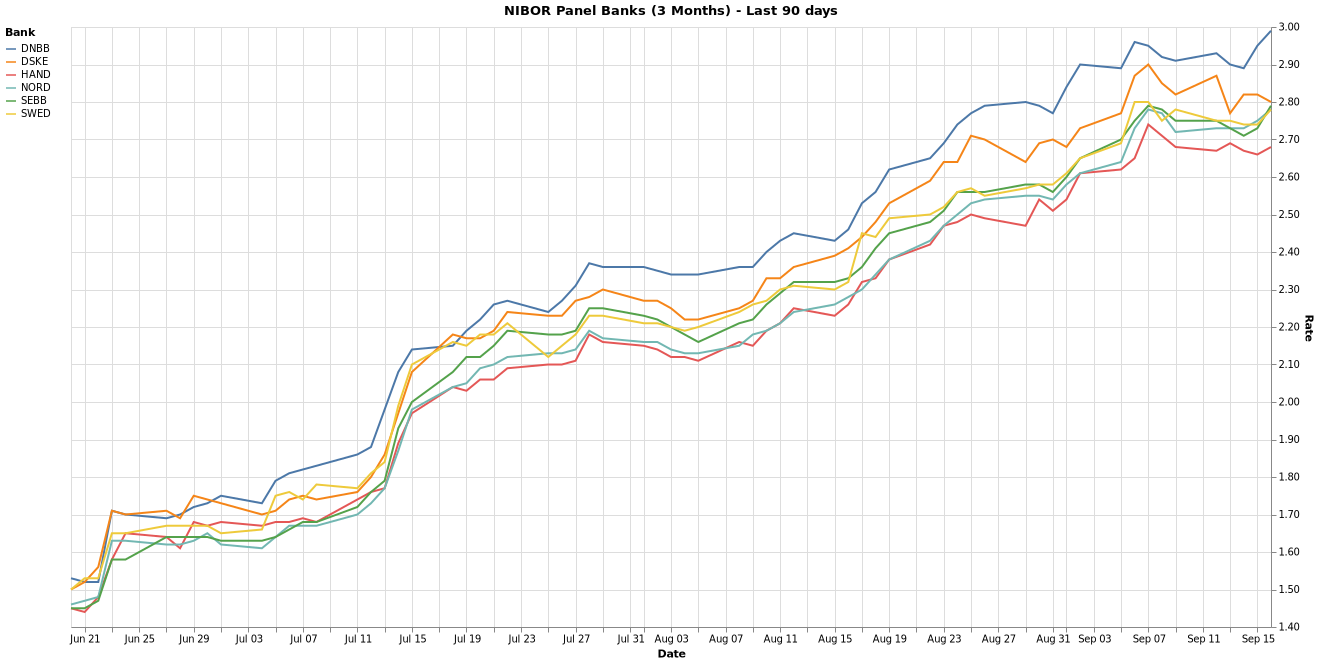 NIBOR Panel Banks (3 Months) - Last 90 days
Bank
DNBB
DSKE
HAND
NORD
SEBB
SWED
3.00
2.90
2.80
2.70
2.60
2.50
2.40
2.30
2.20
2.10
2.00
1.90
1.80
1.70
1.60
1.50
1.40
Rate
Jun 21 Jun 25 Jun 29 Jul 03 Jul 07 Jul 11 Jul 15 Jul 19 Jul 23 Jul 27 Jul 31 Aug 03 Aug 07 Aug 11 Aug 15 Aug 19 Aug 23 Aug 27 Aug 31 Sep 03 Sep 07 Sep 11 Sep 15
Date